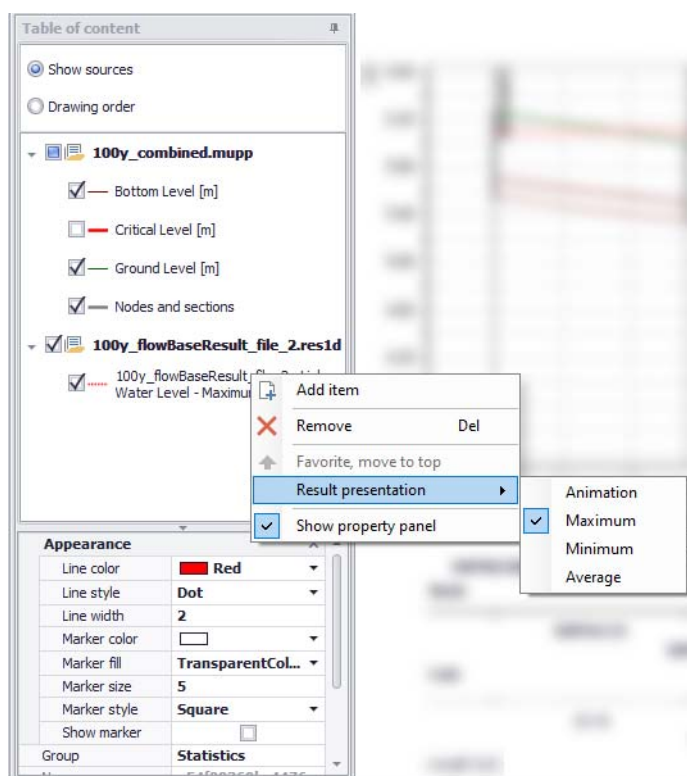 Table of content
Show sources
Drawing order
100y_combined.mupp
Bottom Level [m]
Critical Level [m]
Ground Level [m]
Nodes and sections
100y_flowBaseResult_file_2.res1d
100y_flowBaseResult
Water Level - Maximu
Add item
Remove Del
Favorite, move to top
Result presentation
Show property panel
Animation
Maximum
Minimum
Average
Appearance
Line color Red
Line style Dot
Line width 2
Marker color
Marker fill TransparentCol...
Marker size 5
Marker style Square
Show marker
Group Statistics